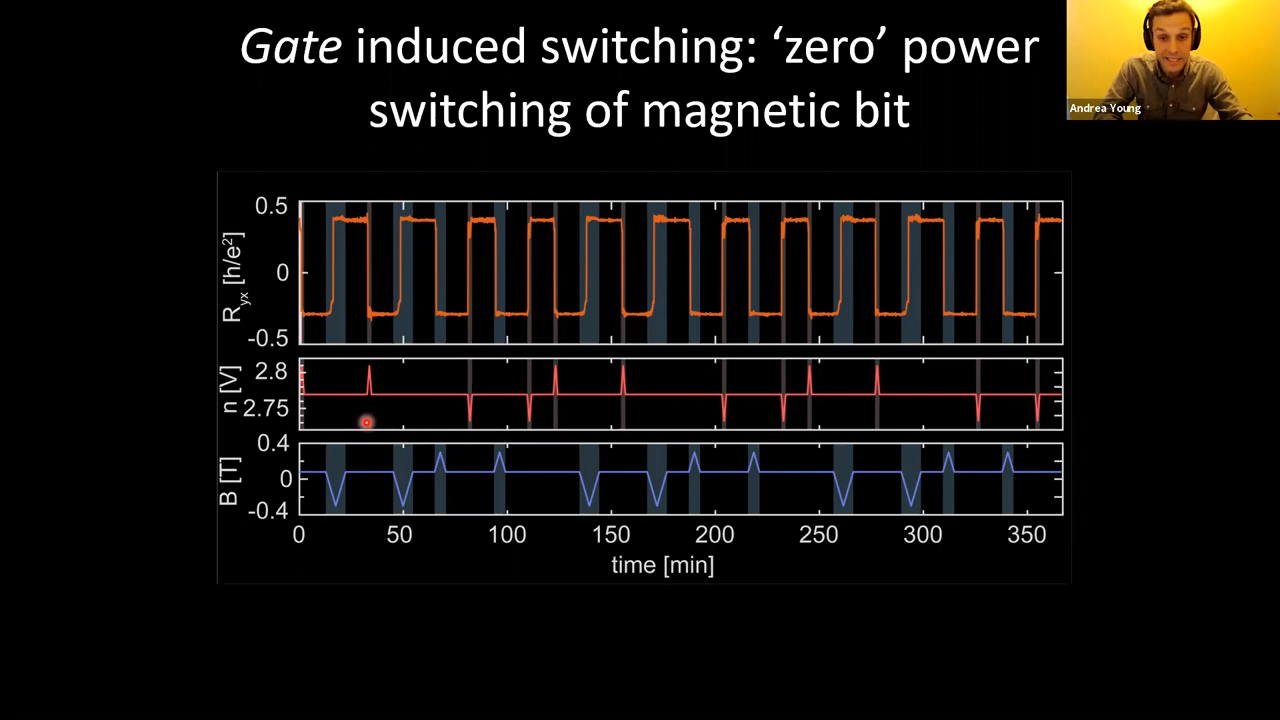 Gate induced switching: ‘zero’ power
switching of magnetic bit
Andrea Young
0.5
0
-0.5
R_yx [h/e²]
2.8
2.75
n [V]
0.4
0
-0.4
B [T]
0 50 100 150 200 250 300 350
time [min]